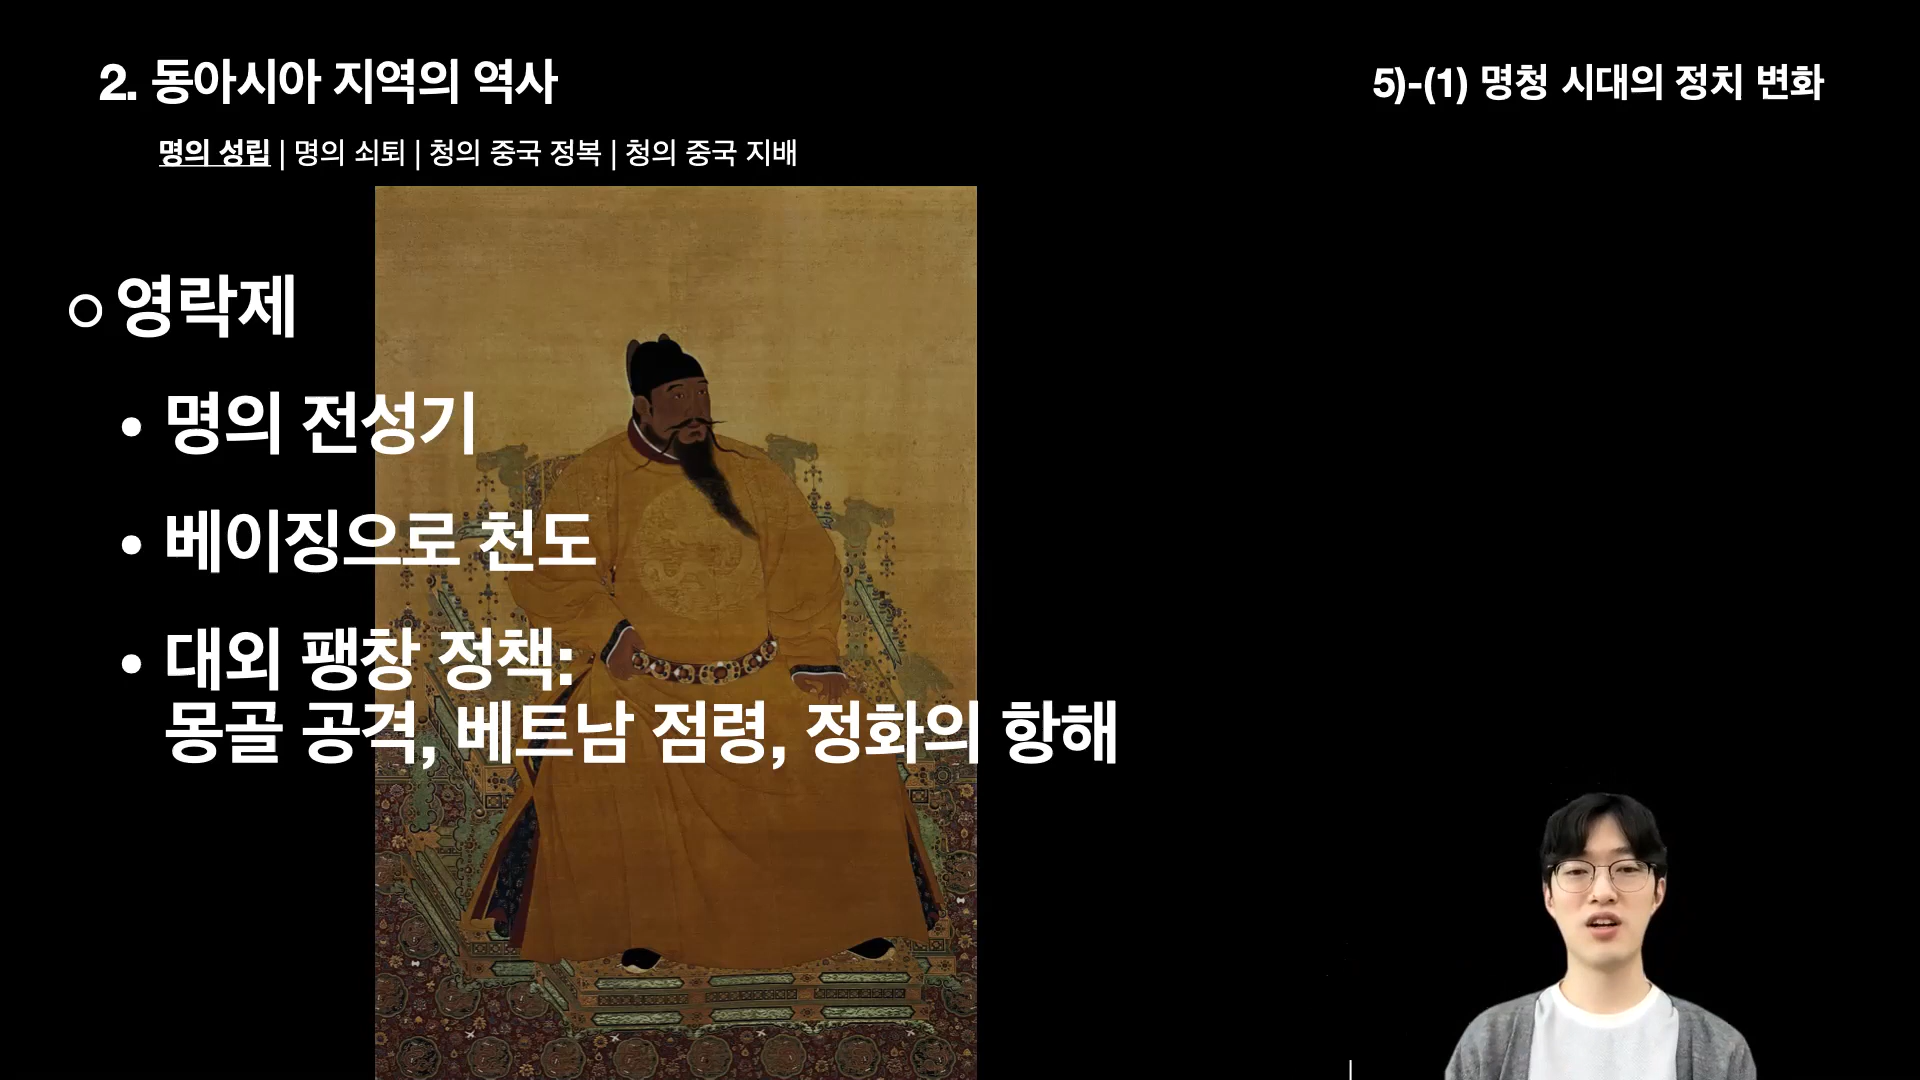 2. 동아시아 지역의 역사
5)-(1) 명청 시대의 정치 변화
명의 성립 | 명의 쇠퇴 | 청의 중국 정복 | 청의 중국 지배
○ 영락제
• 명의 전성기
• 베이징으로 천도
• 대외 팽창 정책:
몽골 공격, 베트남 점령, 정화의 항해